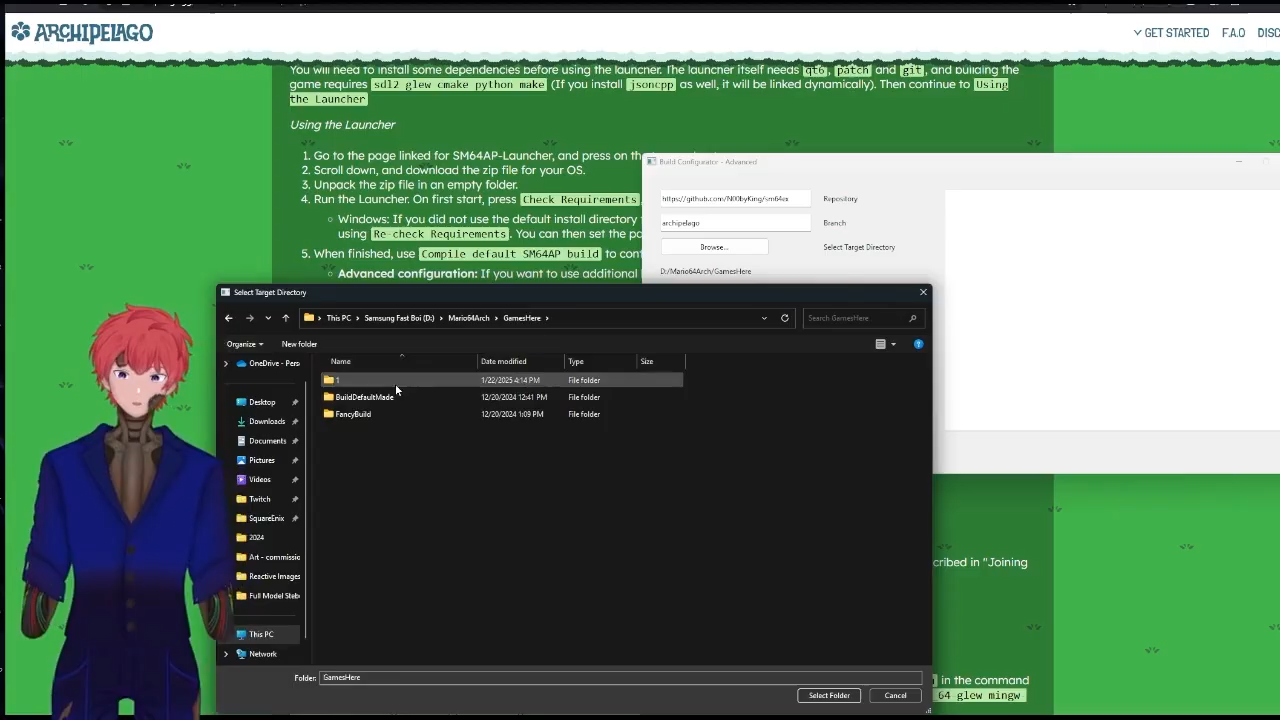 ARCHIPELAGO
GET STARTED F.A.Q DISC
You will need to install some dependencies before using the launcher. The launcher itself needs qt6, patch and git, and building the
game requires sdl2 glew cmake python make (If you install jsoncpp as well, it will be linked dynamically). Then continue to Using
the Launcher
Using the Launcher
1. Go to the page linked for SM64AP-Launcher, and press on the
2. Scroll down, and download the zip file for your OS.
3. Unpack the zip file in an empty folder.
4. Run the Launcher. On first start, press Check Requirements
Windows: If you did not use the default install directory
using Re-check Requirements. You can then set the pa
5. When finished, use Compile default SM64AP build to con
Advanced configuration: If you want to use additional
Build Configurator - Advanced
https://github.com/N00byKing/sm64ex Repository
archipelago Branch
Browse... Select Target Directory
D:/Mario64Arch/GamesHere
Select Target Directory
This PC > Samsung Fast Boi (D:) > Mario64Arch > GamesHere >
Search GamesHere
Organize New folder
Name Date modified Type Size
1 1/22/2025 4:14 PM File folder
BuildDefaultMade 12/20/2024 12:41 PM File folder
FancyBuild 12/20/2024 1:09 PM File folder
OneDrive - Pers
Desktop
Downloads
Documents
Pictures
Videos
Twitch
SquareEnix
2024
Art - commissio
Reactive Images
Full Model Steb
This PC
Network
Folder: GamesHere
Select Folder Cancel
cribed in "Joining
in the command
64 glew mingw